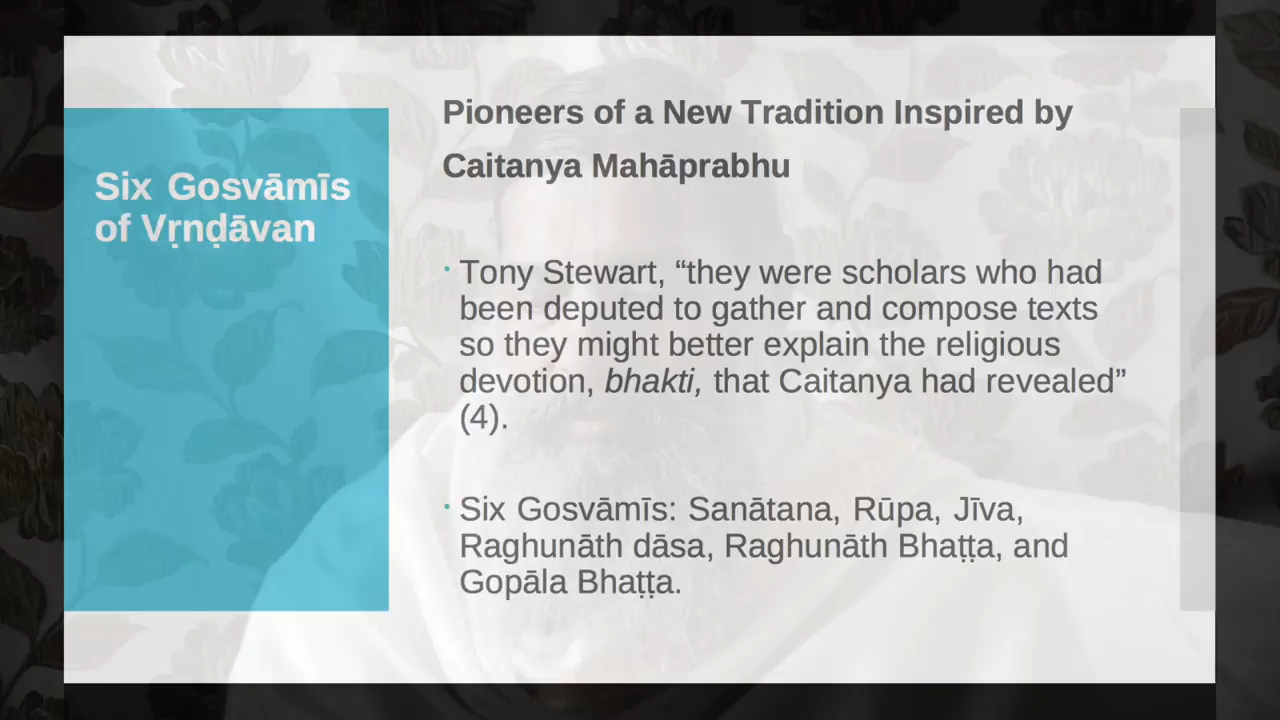 Six Gosvāmīs
of Vṛnḍāvan
Pioneers of a New Tradition Inspired by
Caitanya Mahāprabhu
· Tony Stewart, “they were scholars who had
been deputed to gather and compose texts
so they might better explain the religious
devotion, bhakti, that Caitanya had revealed”
(4).
· Six Gosvāmīs: Sanātana, Rūpa, Jīva,
Raghunāth dāsa, Raghunāth Bhaṭṭa, and
Gopāla Bhaṭṭa.